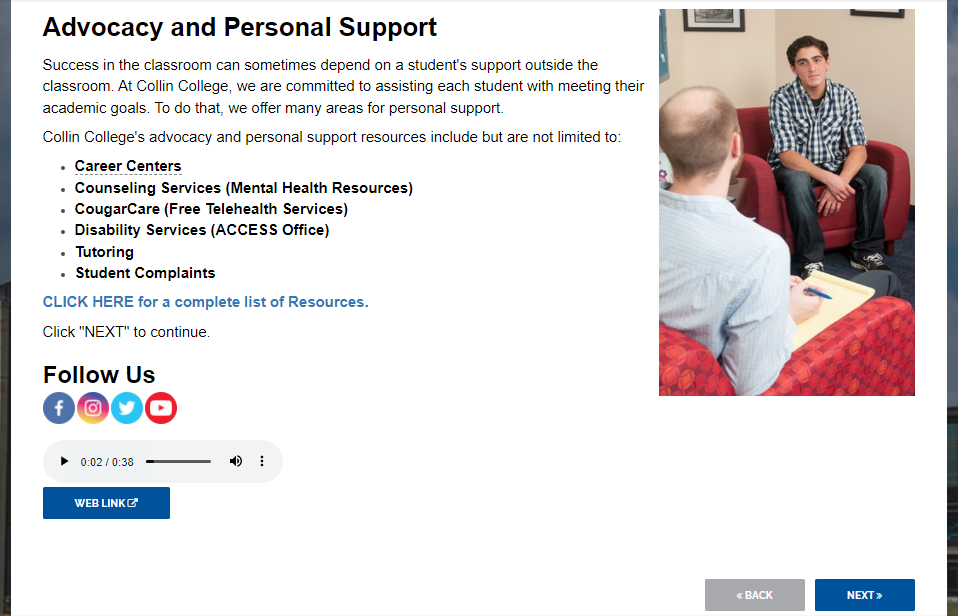 Advocacy and Personal Support
Success in the classroom can sometimes depend on a student's support outside the
classroom. At Collin College, we are committed to assisting each student with meeting their
academic goals. To do that, we offer many areas for personal support.
Collin College's advocacy and personal support resources include but are not limited to:
Career Centers
Counseling Services (Mental Health Resources)
CougarCare (Free Telehealth Services)
Disability Services (ACCESS Office)
Tutoring
Student Complaints
CLICK HERE for a complete list of Resources.
Click "NEXT" to continue.
Follow Us
0:02 / 0:38
WEB LINK
« BACK
NEXT »